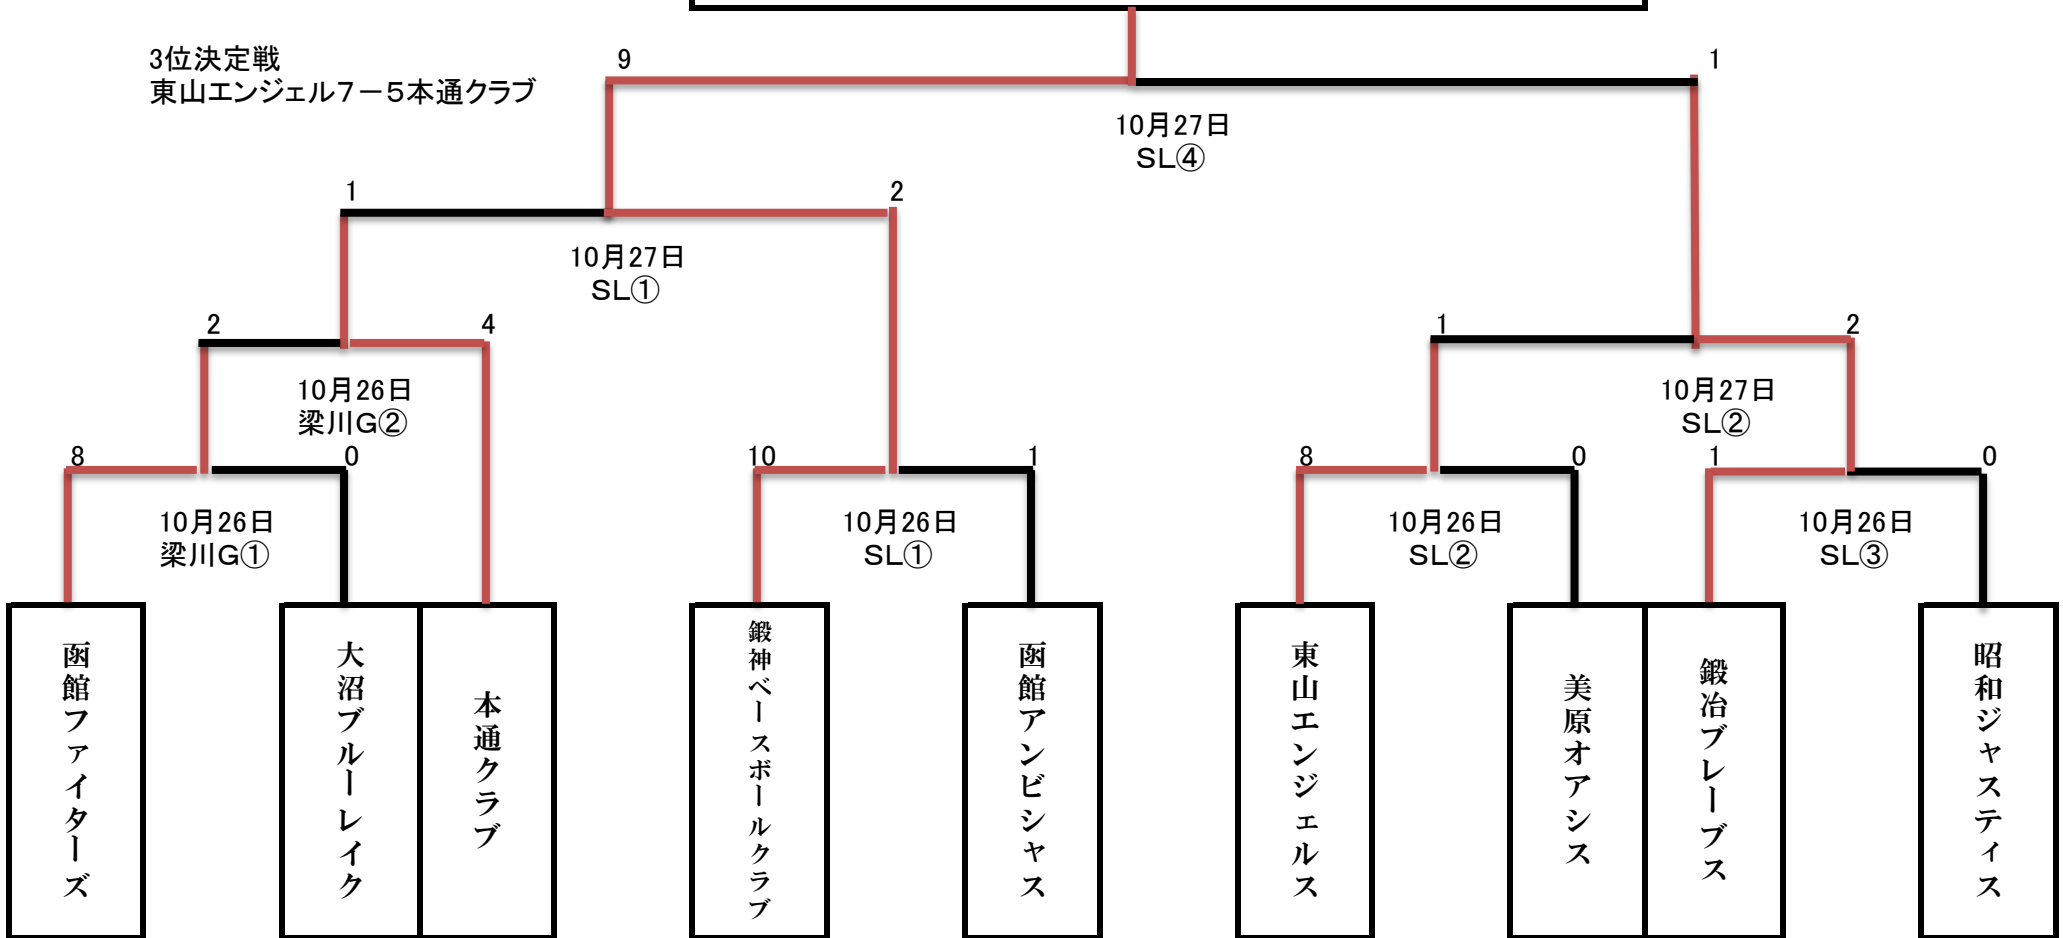 3位決定戦
東山エンジェル7-5本通クラブ
9
1
10月27日
SL④
1
2
10月27日
SL①
2
4
10月26日
梁川G②
1
2
10月27日
SL②
8
0
10月26日
梁川G①
10
1
10月26日
SL①
8
0
10月26日
SL②
1
0
10月26日
SL③
函館ファイターズ
大沼ブルーレイク
本通クラブ
鍛神ベースボールクラブ
函館アンビシャス
東山エンジェルス
美原オアシス
鍛冶ブレーブス
昭和ジャスティス